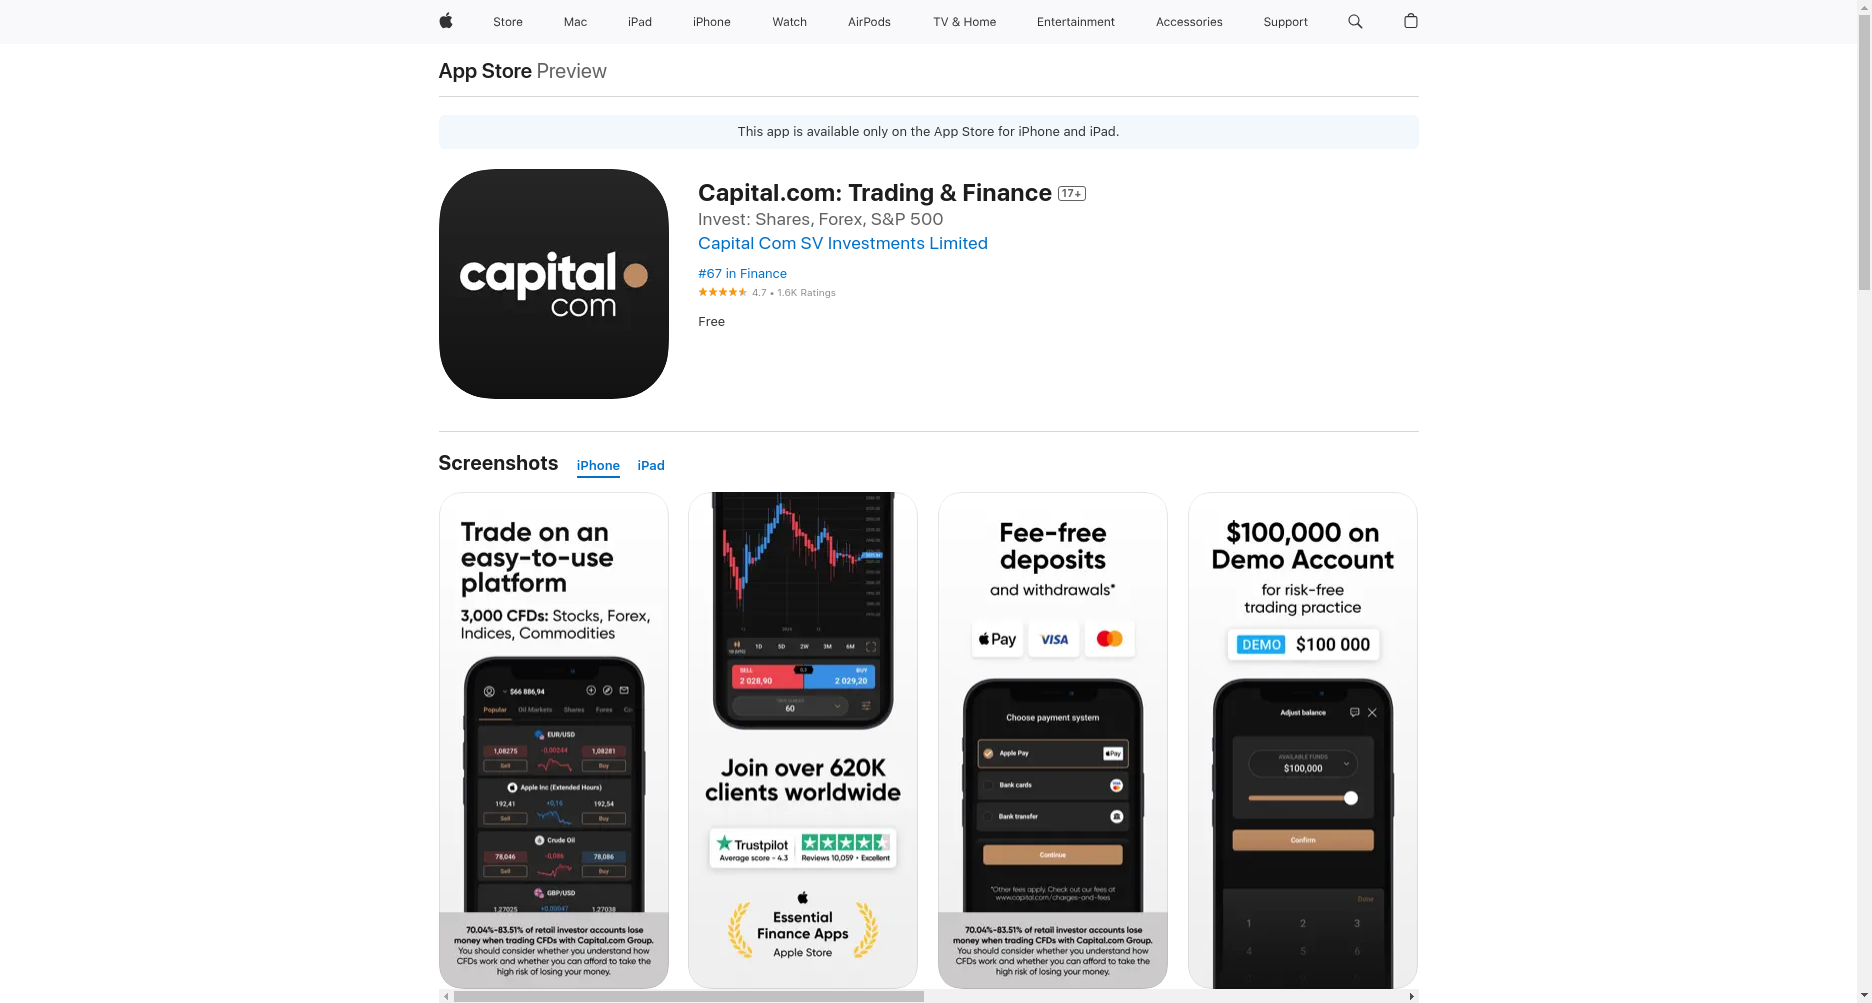 Store Mac iPad iPhone Watch AirPods TV & Home Entertainment Accessories Support
App Store Preview
This app is available only on the App Store for iPhone and iPad.
capital
com
Capital.com: Trading & Finance 17+
Invest: Shares, Forex, S&P 500
Capital Com SV Investments Limited
#67 in Finance
4.7 • 1.6K Ratings
Free
Screenshots iPhone iPad
Trade on an
easy-to-use
platform
3,000 CFDs: Stocks, Forex,
Indices, Commodities
$66 886,94
Popular Oil Markets Shares Forex
EUR/USD
1,08275 -0,00244 1,08281
Sell Buy
Apple Inc (Extended Hours)
192,41 +0,16 192,54
Sell Buy
Crude Oil
78,046 -0,086 78,086
Sell Buy
GBP/USD
1,27025 +0,00047 1,27038
70.04%-83.51% of retail investor accounts lose
money when trading CFDs with Capital.com Group.
You should consider whether you understand how
CFDs work and whether you can afford to take the
high risk of losing your money.
1D 5D 2W 3M 6M
SELL BUY
2 028,90 2 029,20
60
Join over 620K
clients worldwide
Trustpilot
Average score - 4.3 Reviews 10,059 • Excellent
Essential
Finance Apps
Apple Store
Fee-free
deposits
and withdrawals*
Pay VISA
Choose payment system
Apple Pay Pay
Bank cards
Bank transfer
Continue
*Other fees apply. Check out our fees at
www.capital.com/charges-and-fees
70.04%-83.51% of retail investor accounts lose
money when trading CFDs with Capital.com Group.
You should consider whether you understand how
CFDs work and whether you can afford to take the
high risk of losing your money.
$100,000 on
Demo Account
for risk-free
trading practice
DEMO $100 000
Adjust balance
AVAILABLE FUNDS
$100,000
Confirm
Done
1 2 3
4 5 6